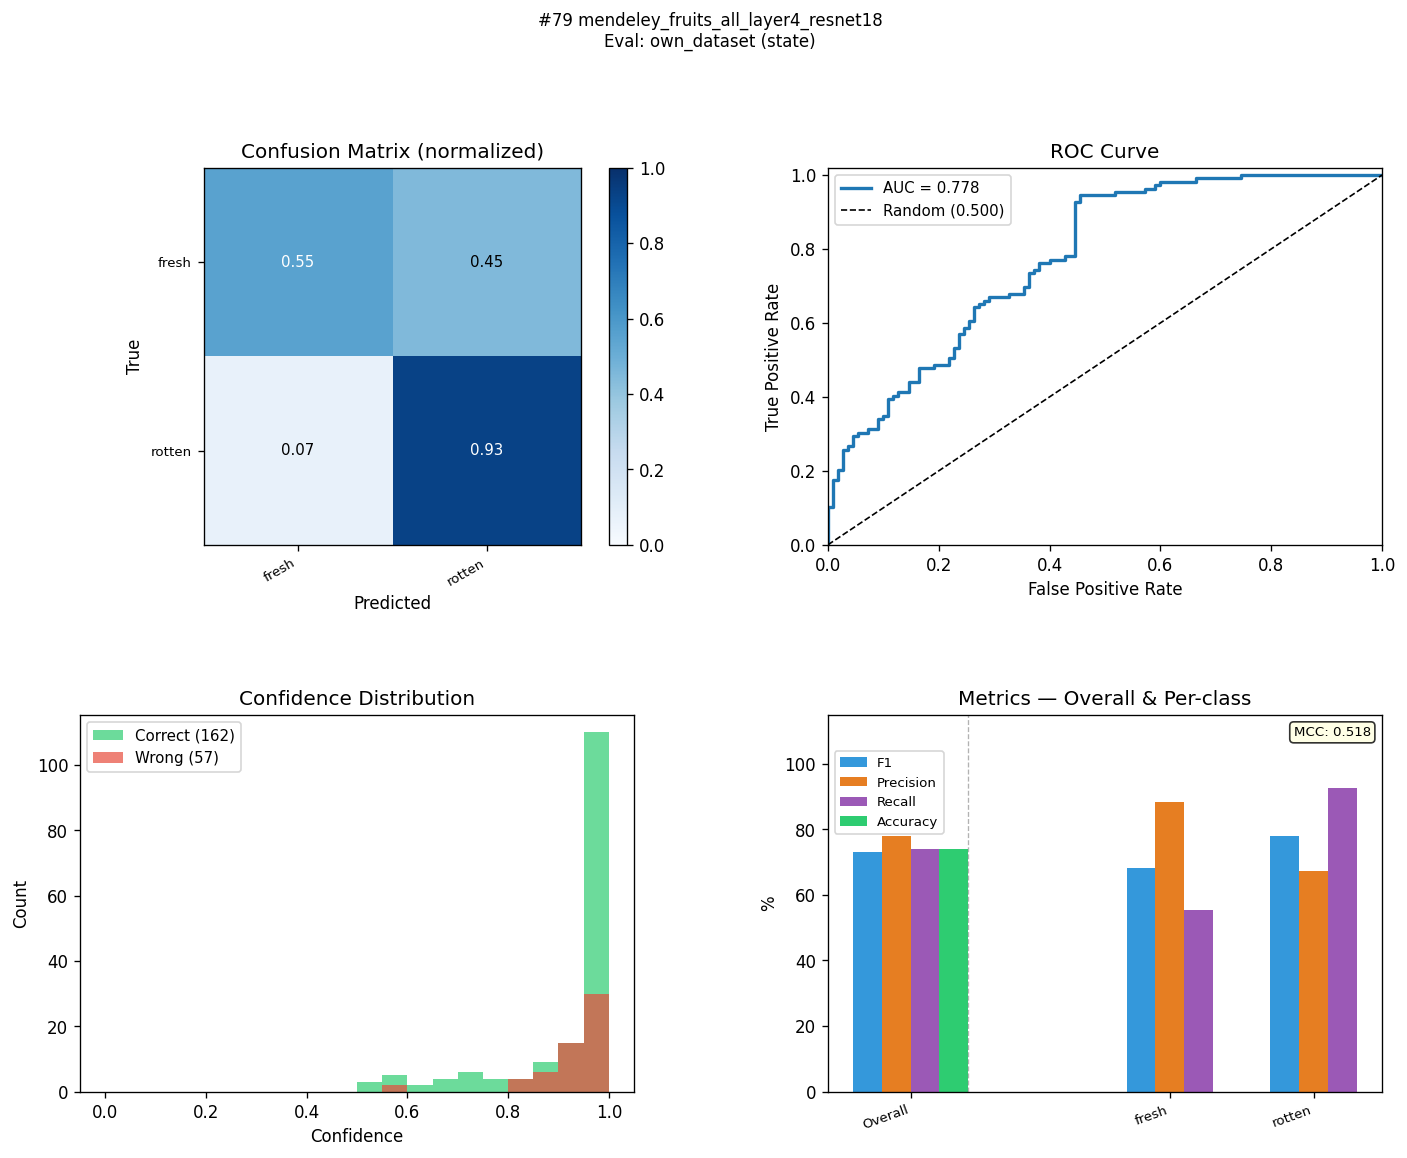 #79 mendeley_fruits_all_layer4_resnet18
Eval: own_dataset (state)
Confusion Matrix (normalized)
True
fresh
rotten
0.55
0.45
0.07
0.93
fresh
rotten
Predicted
1.0
0.8
0.6
0.4
0.2
0.0
ROC Curve
True Positive Rate
1.0
0.8
0.6
0.4
0.2
0.0
AUC = 0.778
Random (0.500)
0.0
0.2
0.4
0.6
0.8
1.0
False Positive Rate
Confidence Distribution
Count
100
80
60
40
20
0
Correct (162)
Wrong (57)
0.0
0.2
0.4
0.6
0.8
1.0
Confidence
Metrics — Overall & Per-class
%
100
80
60
40
20
0
MCC: 0.518
F1
Precision
Recall
Accuracy
Overall
fresh
rotten